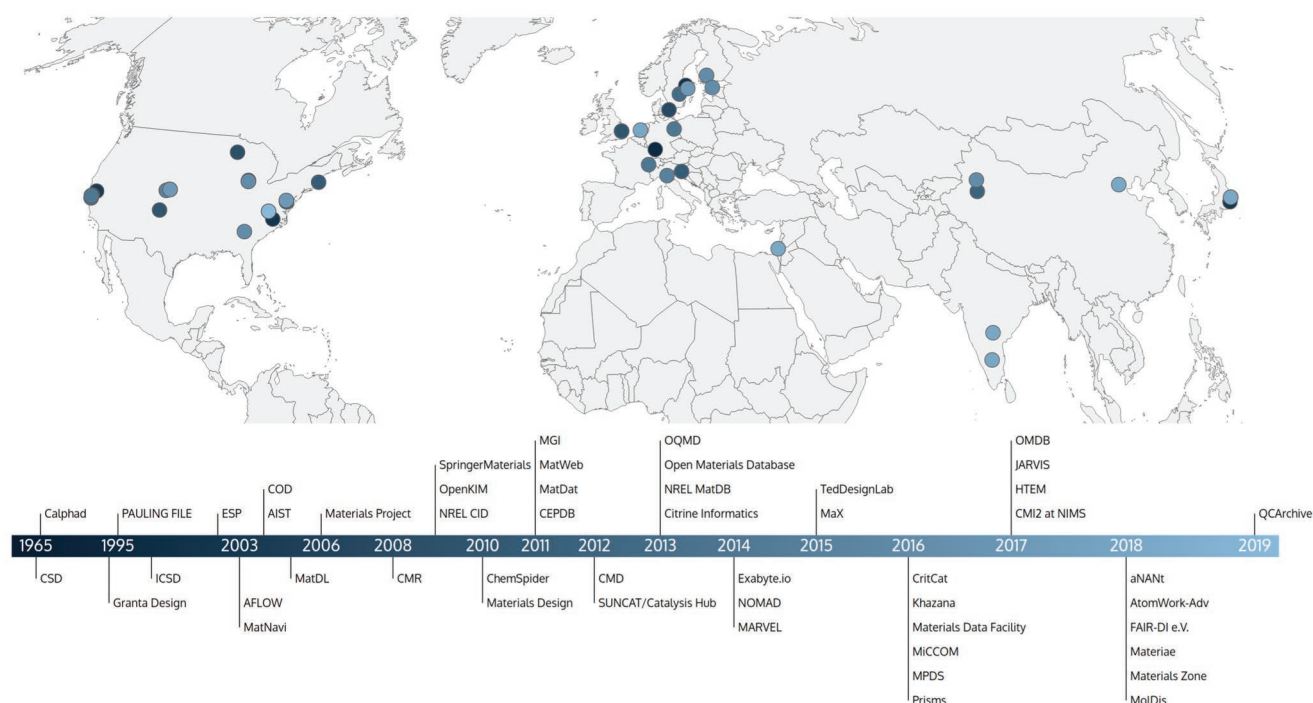 MGI
OQMD
OMDB
SpringerMaterials
MatWeb
Open Materials Database
JARVIS
COD
OpenKIM
MatDat
NREL MatDB
TedDesignLab
HTEM
Calphad
PAULING FILE
ESP
AIST
Materials Project
NREL CID
CEPDB
Citrine Informatics
MaX
CMI2 at NIMS
QCArchive
1965 1995 2003 2006 2008 2010 2011 2012 2013 2014 2015 2016 2017 2018 2019
CSD
ICSD
MatDL
CMR
ChemSpider
CMD
Exabyte.io
CritCat
aNANt
Granta Design
AFLOW
Materials Design
SUNCAT/Catalysis Hub
NOMAD
Khazana
AtomWork-Adv
MatNavi
MARVEL
Materials Data Facility
FAIR-DI e.V.
MiCCOM
Materiae
MPDS
Materials Zone
Prisms
MolDis